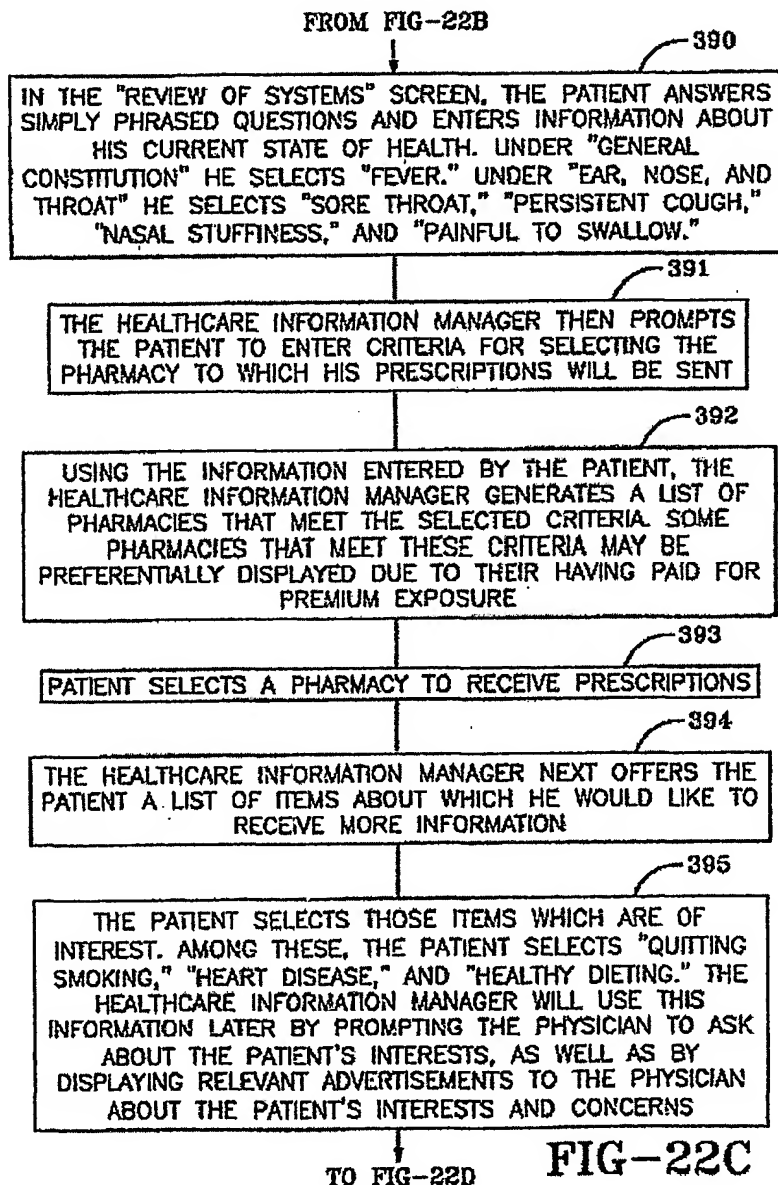 FROM FIG-22B
390
IN THE "REVIEW OF SYSTEMS" SCREEN, THE PATIENT ANSWERS
SIMPLY PHRASED QUESTIONS AND ENTERS INFORMATION ABOUT
HIS CURRENT STATE OF HEALTH. UNDER "GENERAL
CONSTITUTION" HE SELECTS "FEVER." UNDER "EAR, NOSE, AND
THROAT" HE SELECTS "SORE THROAT," "PERSISTENT COUGH,"
"NASAL STUFFINESS," AND "PAINFUL TO SWALLOW."
391
THE HEALTHCARE INFORMATION MANAGER THEN PROMPTS
THE PATIENT TO ENTER CRITERIA FOR SELECTING THE
PHARMACY TO WHICH HIS PRESCRIPTIONS WILL BE SENT
392
USING THE INFORMATION ENTERED BY THE PATIENT, THE
HEALTHCARE INFORMATION MANAGER GENERATES A LIST OF
PHARMACIES THAT MEET THE SELECTED CRITERIA. SOME
PHARMACIES THAT MEET THESE CRITERIA MAY BE
PREFERENTIALLY DISPLAYED DUE TO THEIR HAVING PAID FOR
PREMIUM EXPOSURE
393
PATIENT SELECTS A PHARMACY TO RECEIVE PRESCRIPTIONS
394
THE HEALTHCARE INFORMATION MANAGER NEXT OFFERS THE
PATIENT A LIST OF ITEMS ABOUT WHICH HE WOULD LIKE TO
RECEIVE MORE INFORMATION
395
THE PATIENT SELECTS THOSE ITEMS WHICH ARE OF
INTEREST. AMONG THESE, THE PATIENT SELECTS "QUITTING
SMOKING," "HEART DISEASE," AND "HEALTHY DIETING." THE
HEALTHCARE INFORMATION MANAGER WILL USE THIS
INFORMATION LATER BY PROMPTING THE PHYSICIAN TO ASK
ABOUT THE PATIENT'S INTERESTS, AS WELL AS BY
DISPLAYING RELEVANT ADVERTISEMENTS TO THE PHYSICIAN
ABOUT THE PATIENT'S INTERESTS AND CONCERNS
TO FIG-22D
FIG-22C